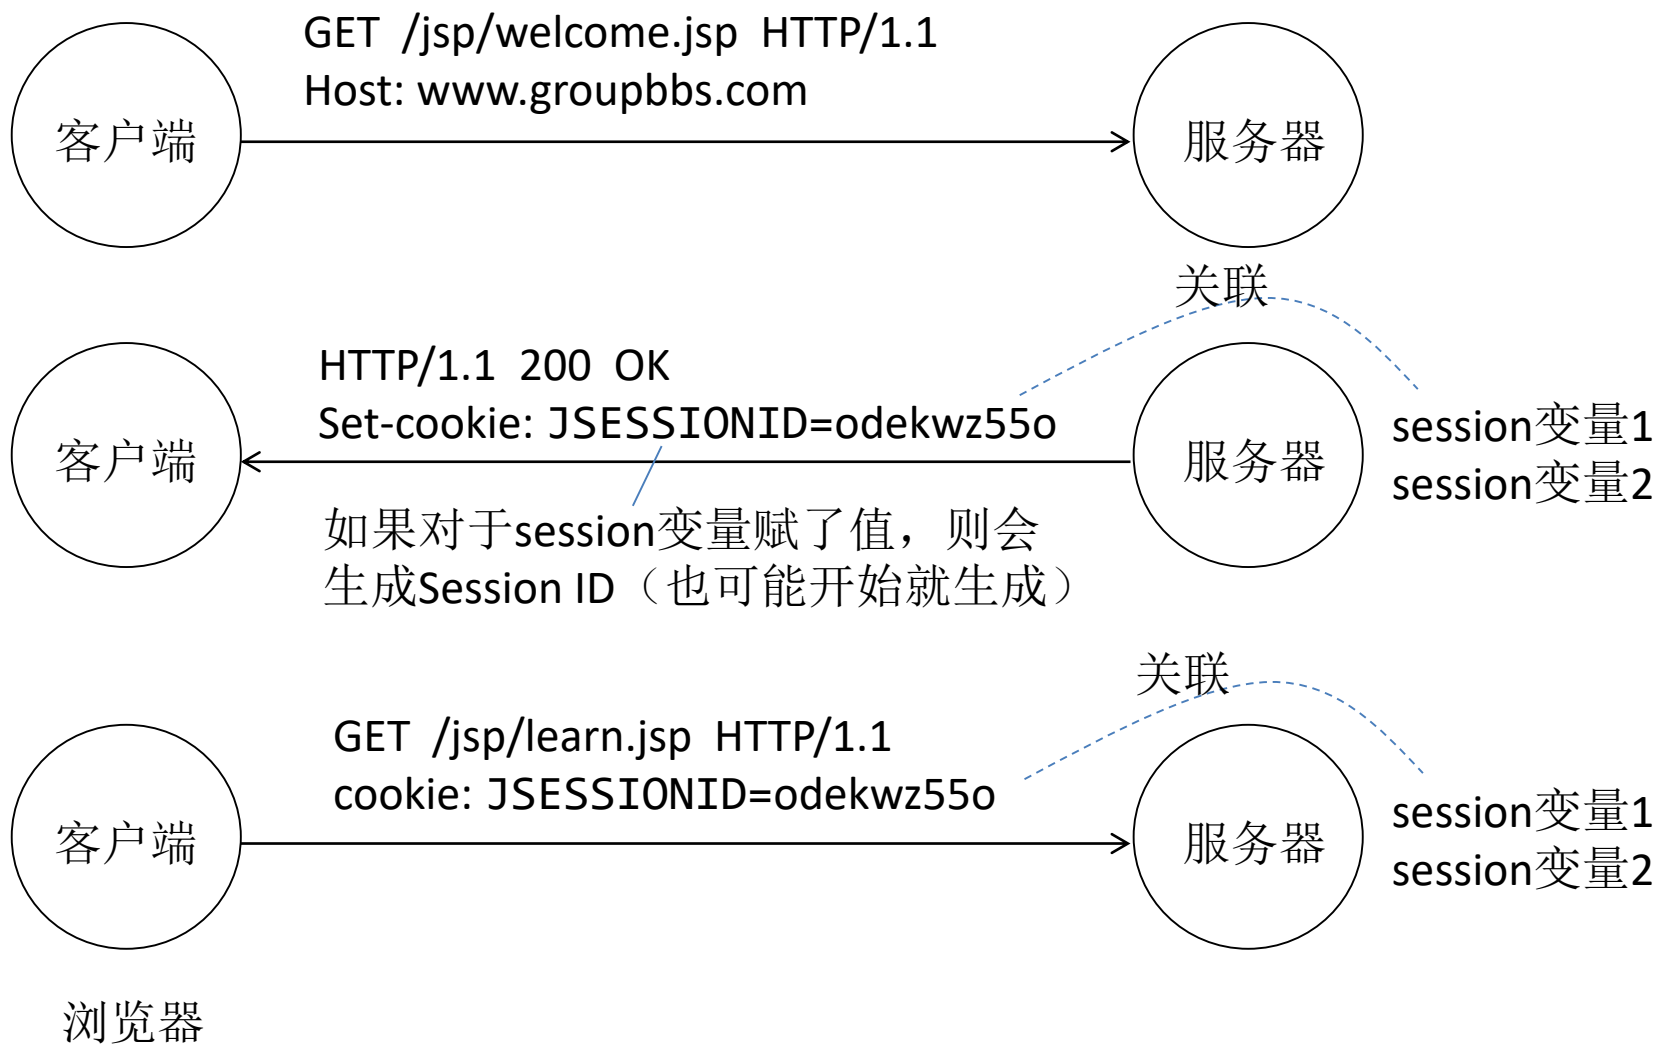 GET /jsp/welcome.jsp HTTP/1.1
Host: www.groupbbs.com
客户端
服务器
关联
HTTP/1.1 200 OK
Set-cookie: JSESSIONID=odekwz55o
客户端
服务器
session变量1
session变量2
如果对于session变量赋了值，则会
生成Session ID（也可能开始就生成）
关联
GET /jsp/learn.jsp HTTP/1.1
cookie: JSESSIONID=odekwz55o
客户端
服务器
session变量1
session变量2
浏览器